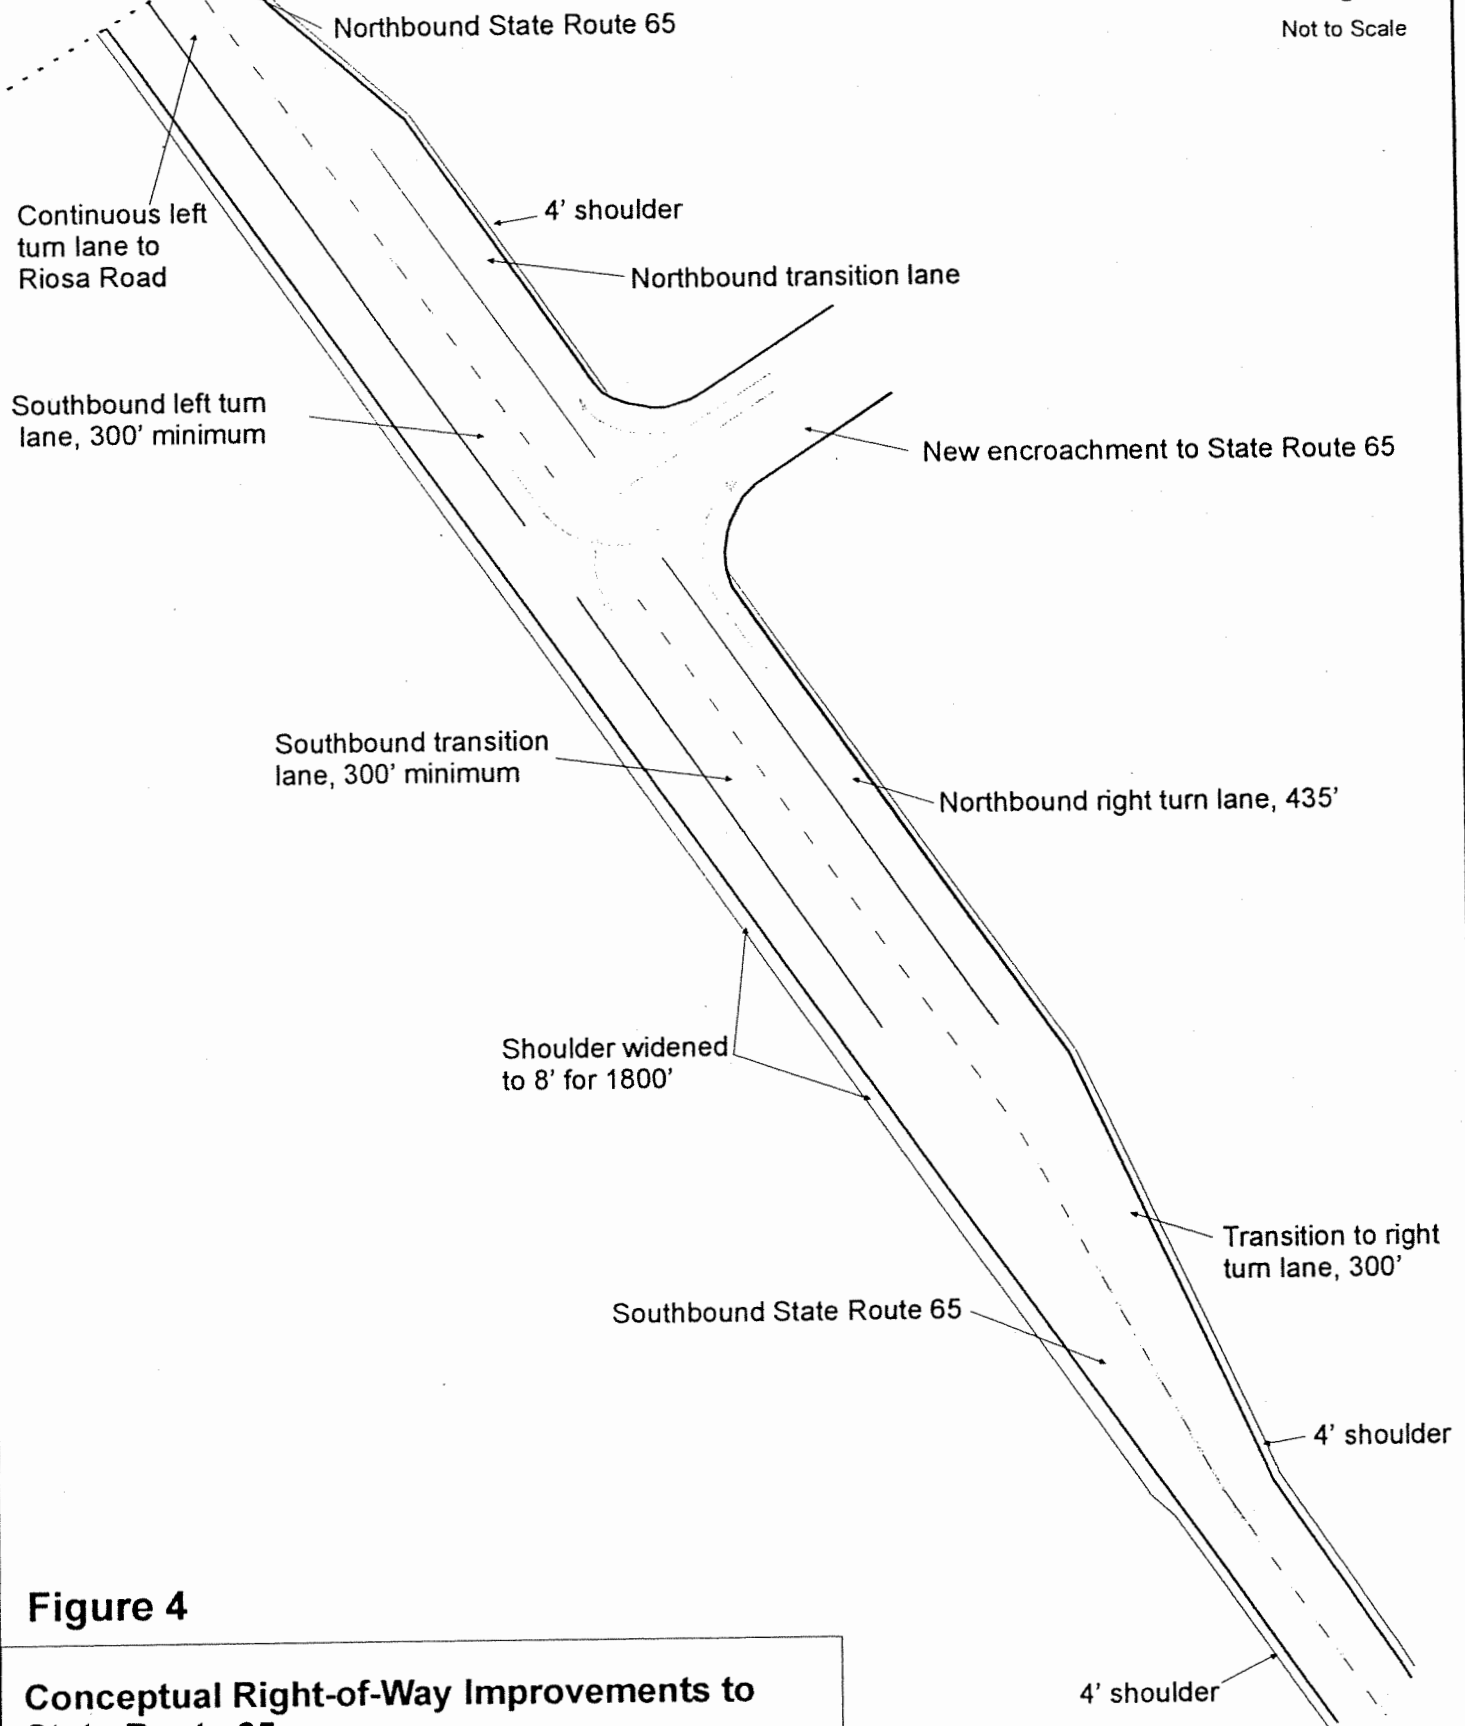 Northbound State Route 65
Not to Scale
Continuous left
turn lane to
Riosa Road
4' shoulder
Northbound transition lane
Southbound left turn
lane, 300' minimum
New encroachment to State Route 65
Southbound transition
lane, 300' minimum
Northbound right turn lane, 435'
Shoulder widened
to 8' for 1800'
Transition to right
turn lane, 300'
Southbound State Route 65
4' shoulder
Figure 4
Conceptual Right-of-Way Improvements to
State Route 65
4' shoulder